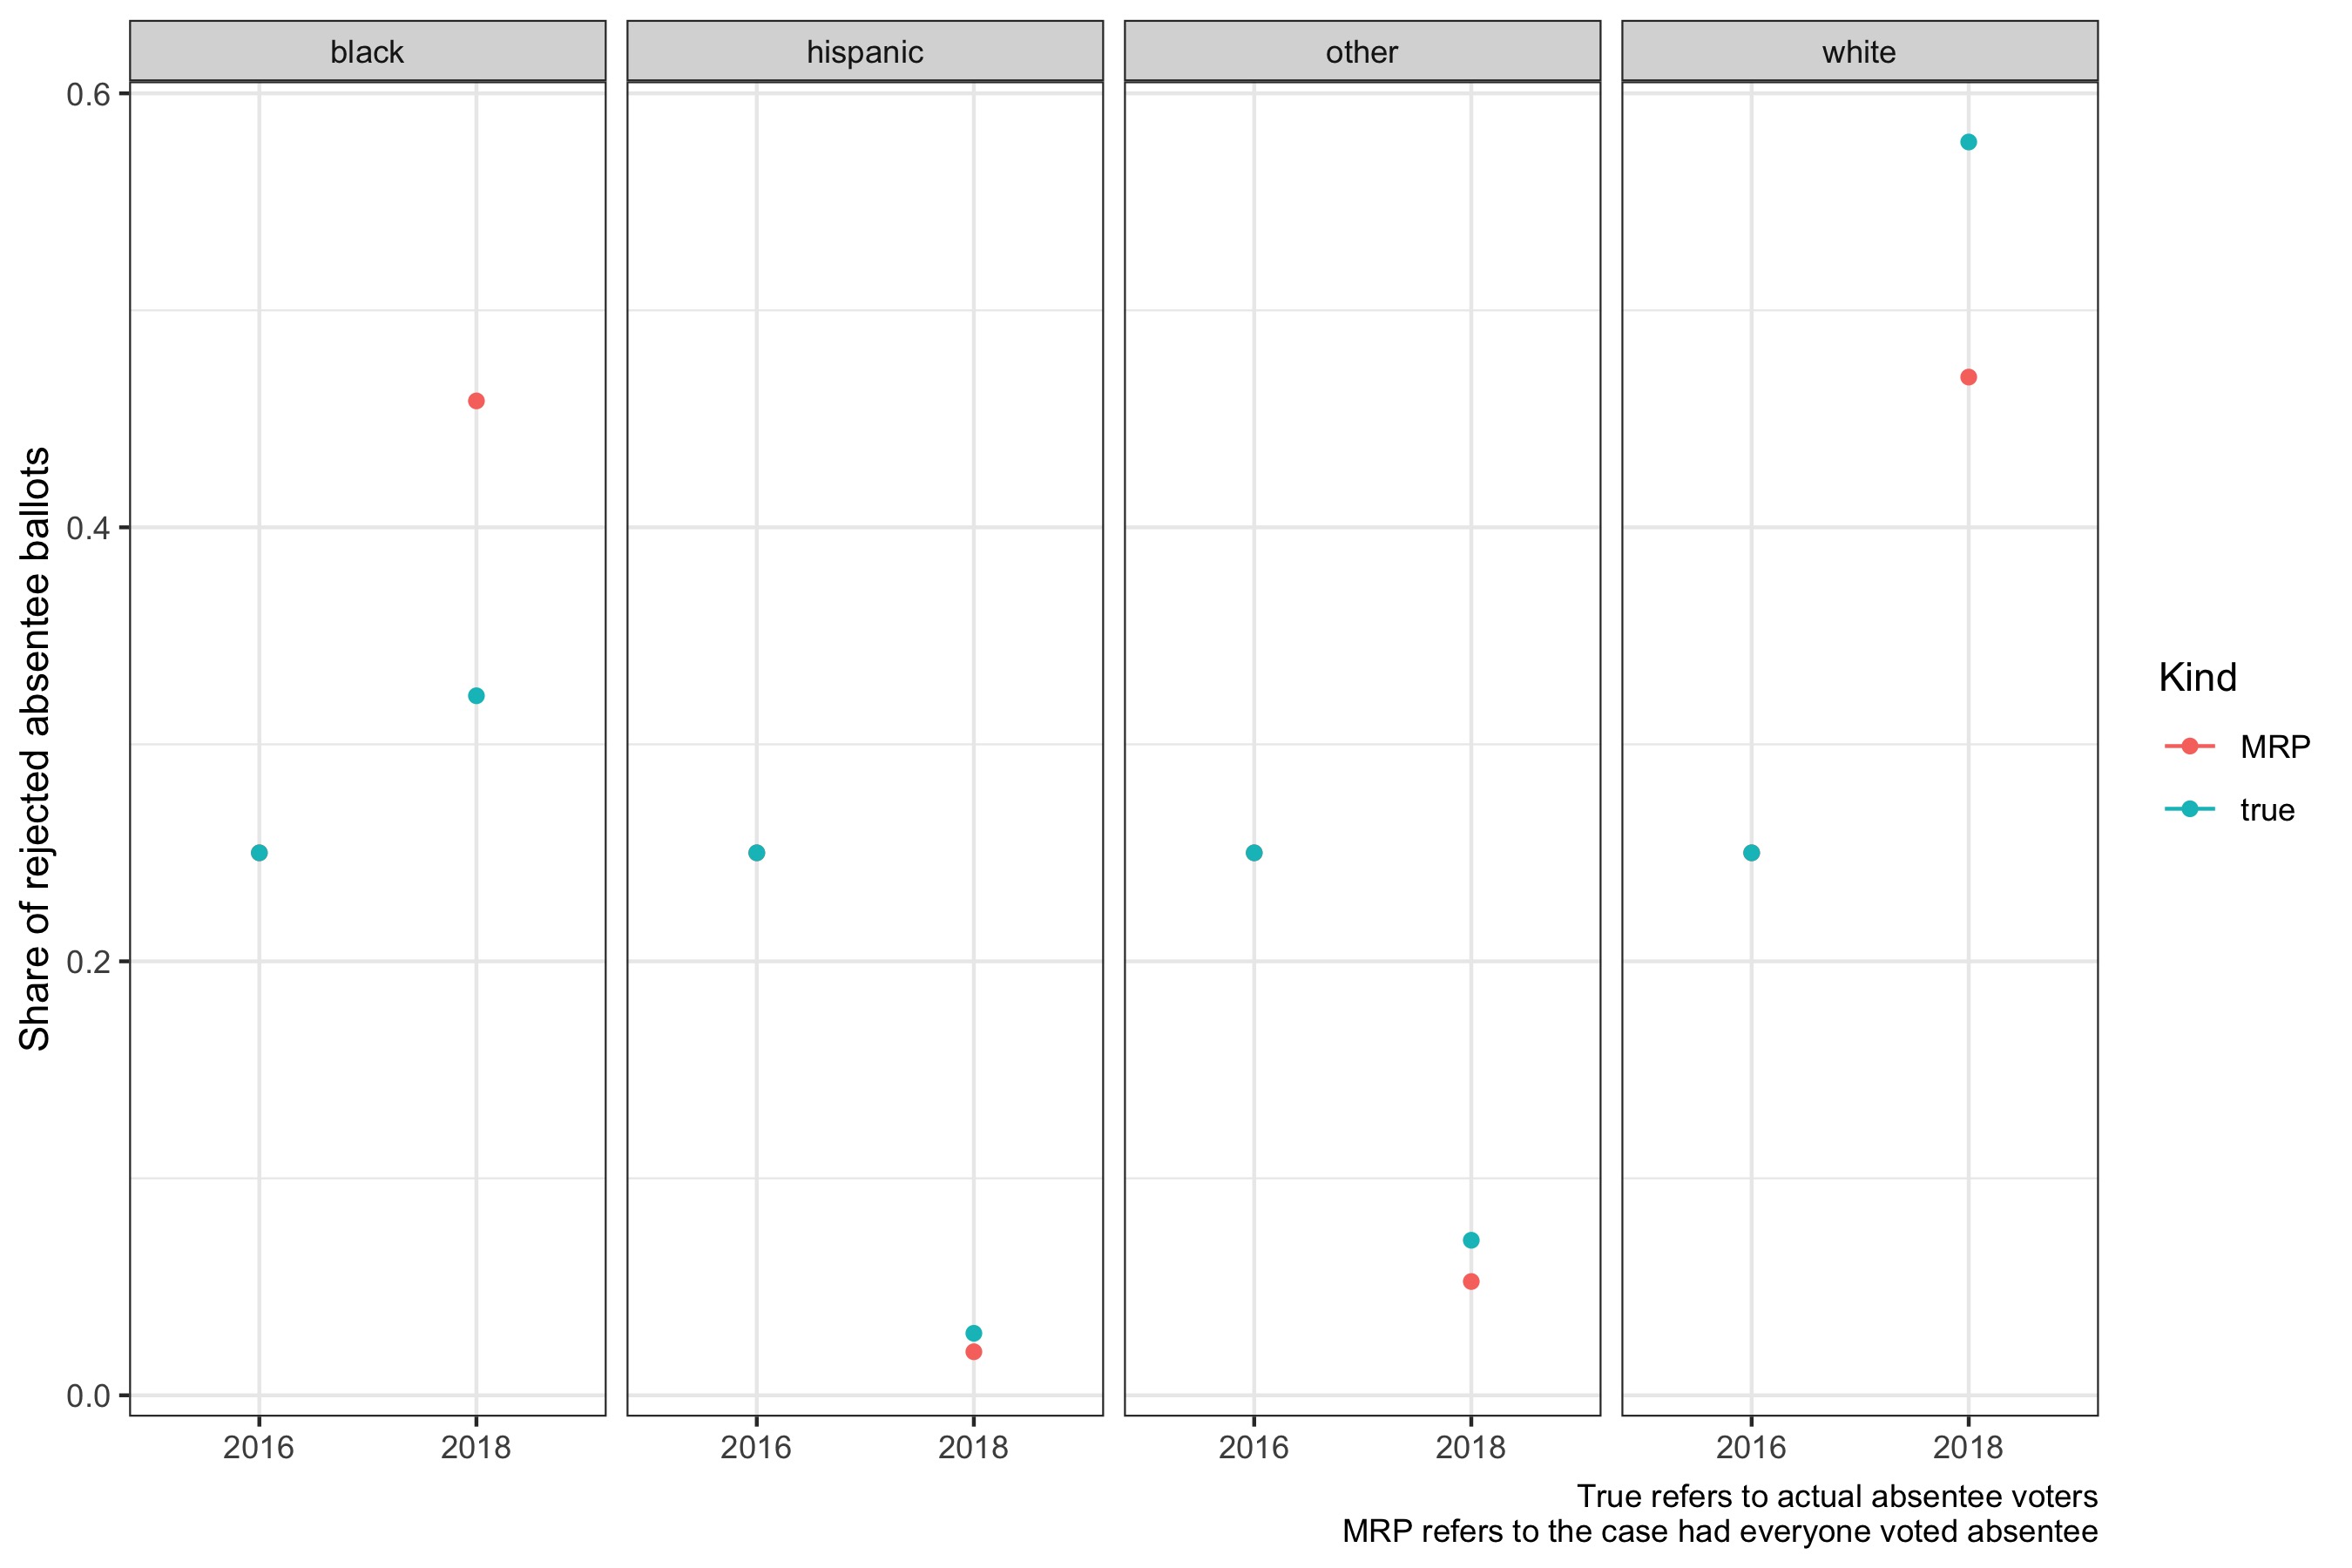 black hispanic other white
0.6
0.4
0.2
0.0
Share of rejected absentee ballots
2016 2018 2016 2018 2016 2018 2016 2018
Kind
MRP
true
True refers to actual absentee voters
MRP refers to the case had everyone voted absentee